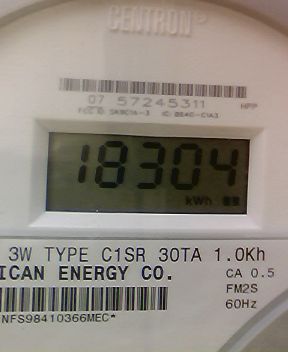 CENTRON
07 57245311
HPP
18304
kWh
3W TYPE C1SR 30TA 1.0Kh
ICAN ENERGY CO.
CA 0.5
FM2S
60Hz
NFS98410366MEC*